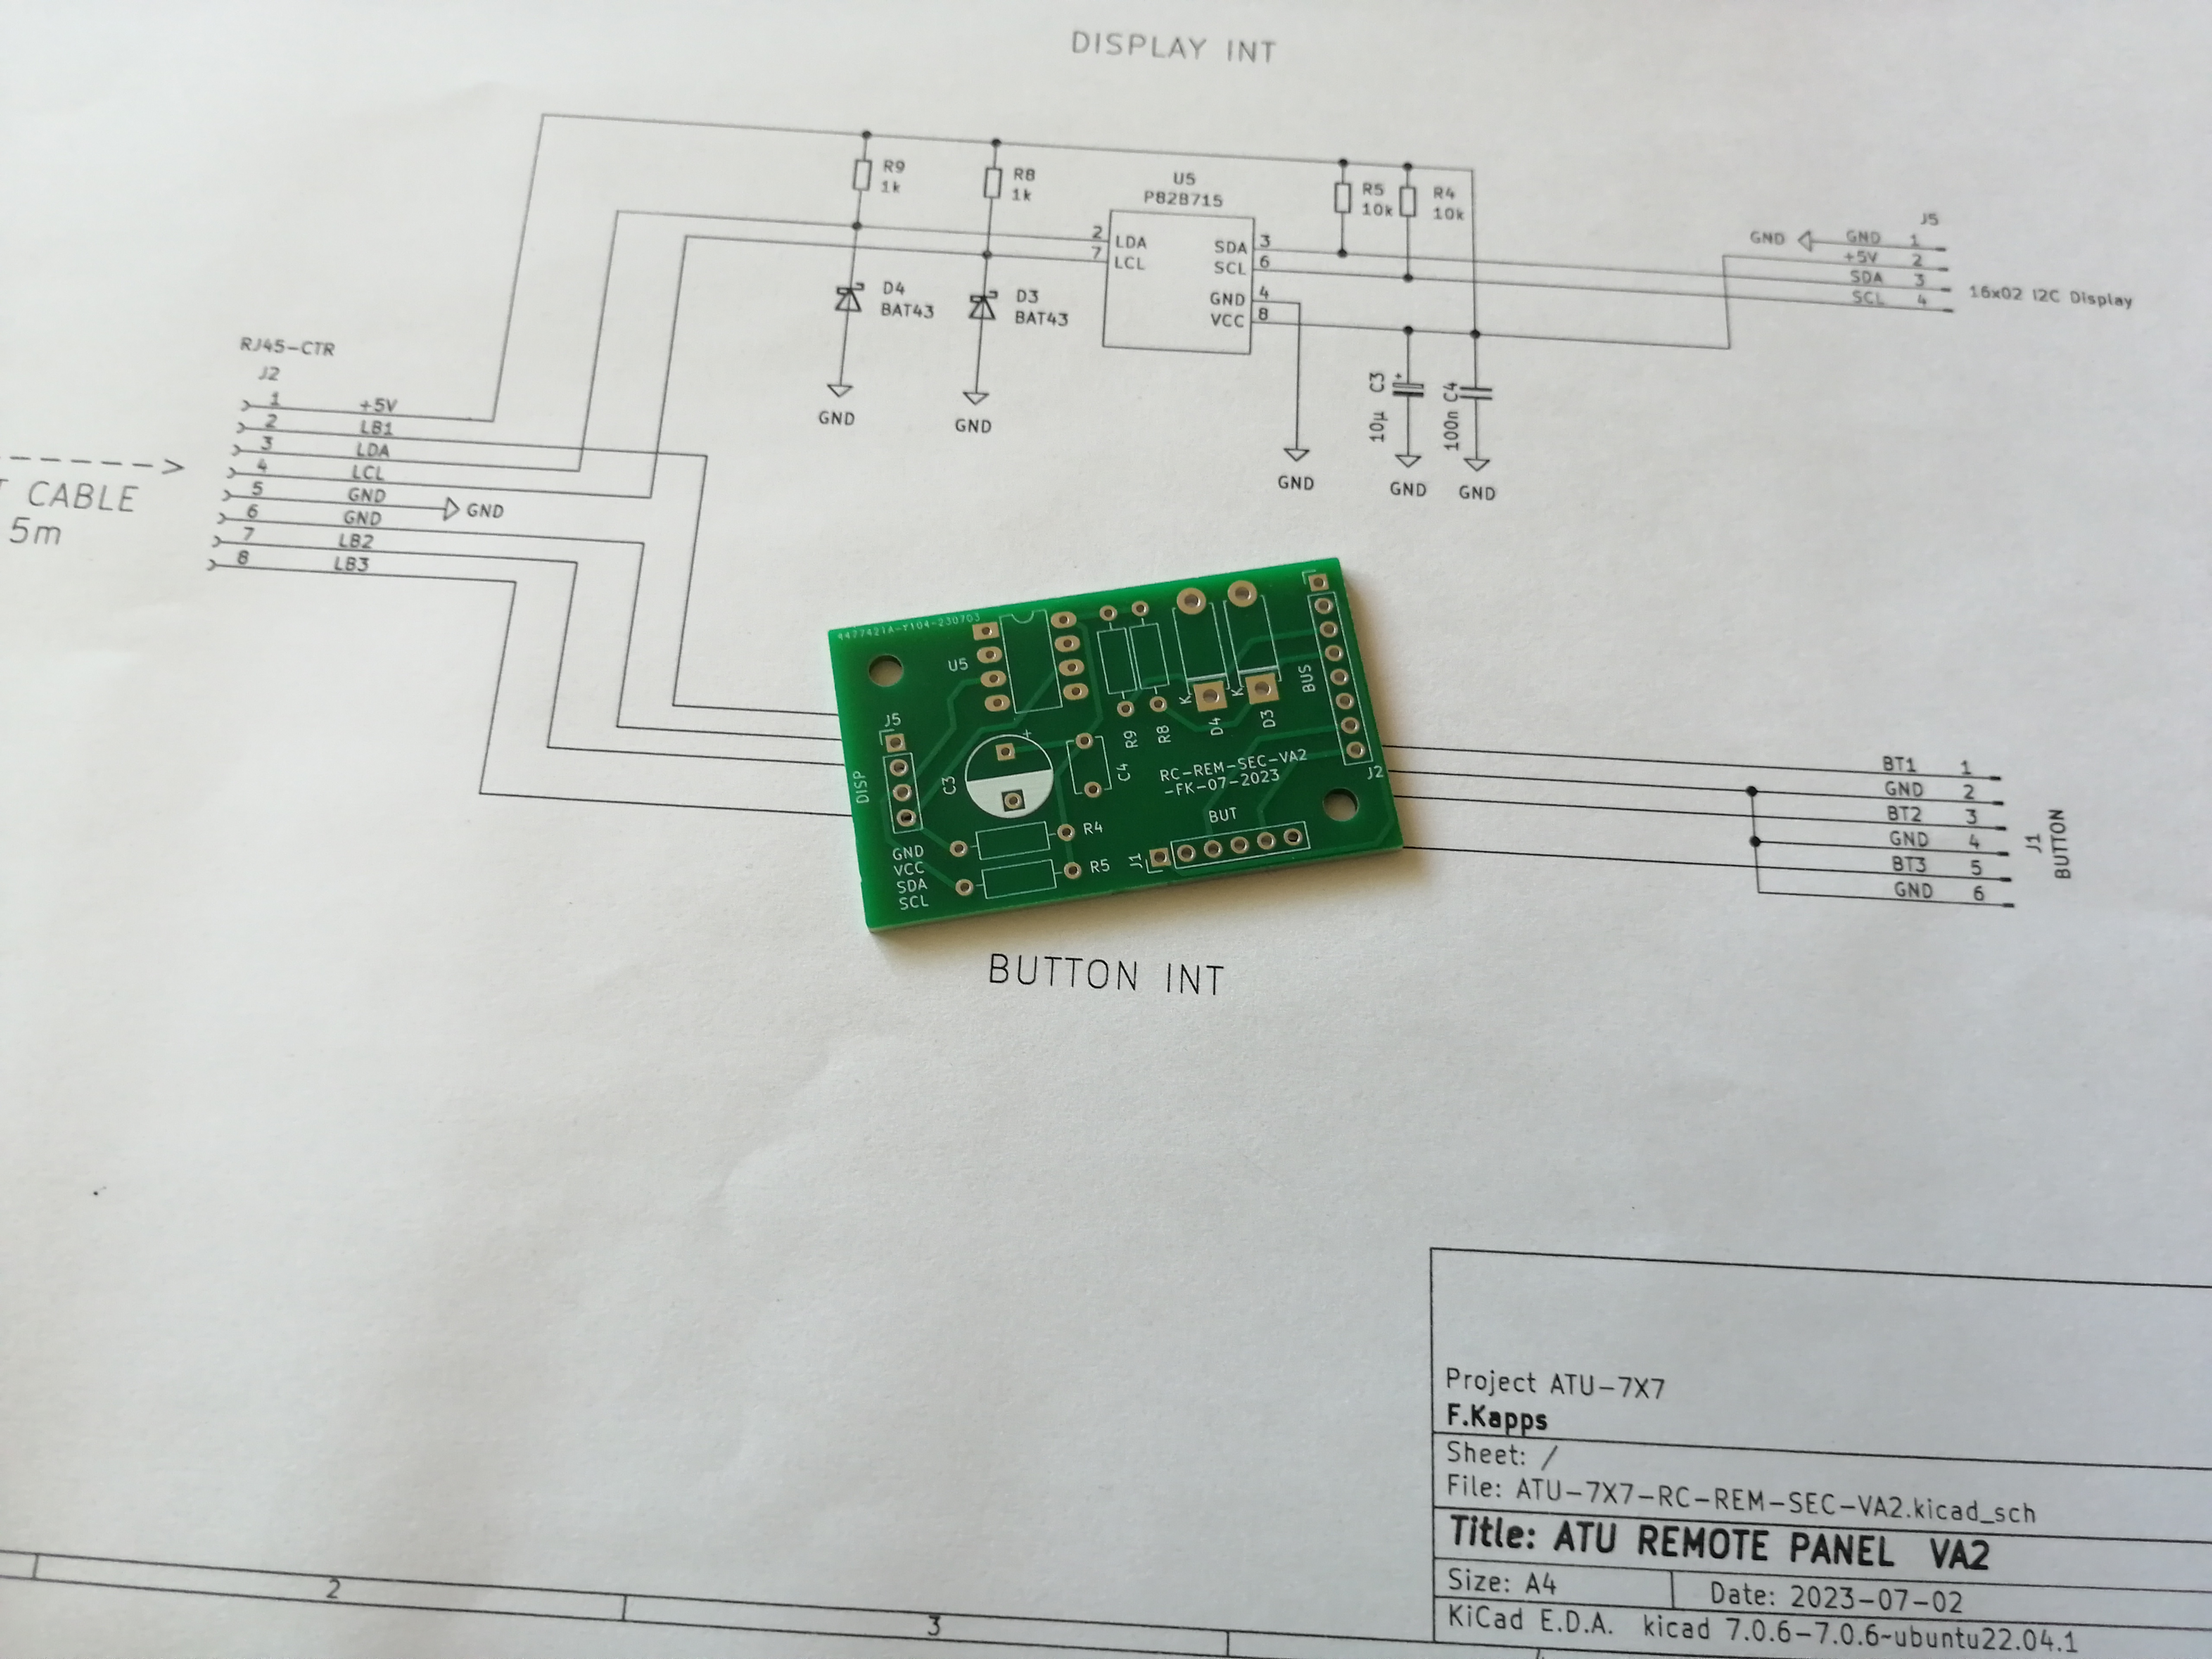 DISPLAY INT
R9
1k
R8
1k
U5
P82B715
R5
10k
R4
10k
2
LDA
7
LCL
SDA
3
SCL
6
GND
4
VCC
8
J5
GND
GND
1
+5V
2
SDA
3
SCL
4
16x02 I2C Display
D4
BAT43
D3
BAT43
GND
GND
GND
C3
+
10µ
C4
100n
GND
GND
RJ45-CTR
J2
1
+5V
2
LB1
3
LDA
4
LCL
5
GND
GND
6
GND
7
LB2
8
LB3
CABLE
5m
4477421A-Y104-230703
U5
J5
DISP
C3
+
C4
R9
R8
K
D4
K
D3
BUS
RC-REM-SEC-VA2
-FK-07-2023
J2
BUT
J1
R4
R5
GND
VCC
SDA
SCL
BT1
1
GND
2
BT2
3
GND
4
BT3
5
GND
6
J1
BUTTON
BUTTON INT
Project ATU-7X7
F.Kapps
Sheet: /
File: ATU-7X7-RC-REM-SEC-VA2.kicad_sch
Title: ATU REMOTE PANEL VA2
Size: A4
Date: 2023-07-02
KiCad E.D.A. kicad 7.0.6-7.0.6~ubuntu22.04.1
2
3